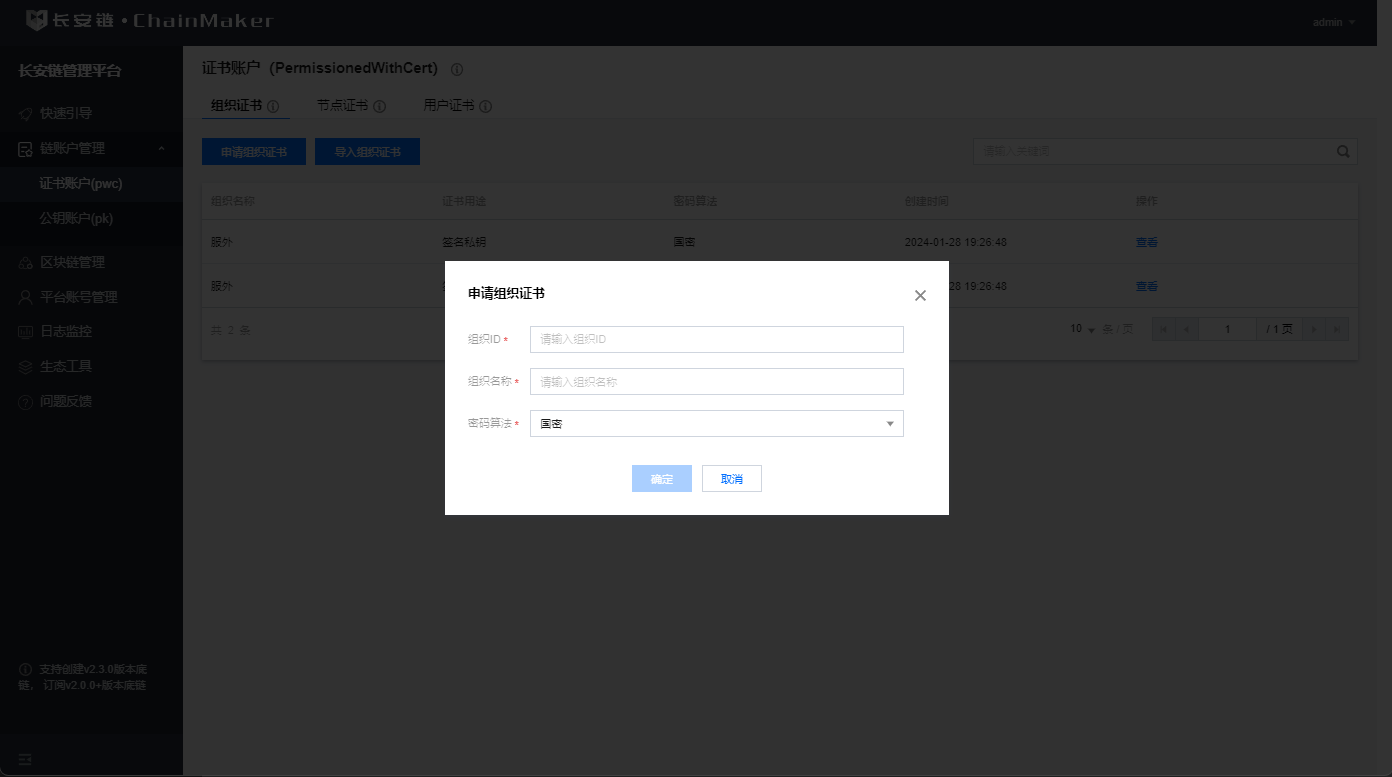 长安链·ChainMaker
admin
长安链管理平台
快速引导
链账户管理
证书账户(pwc)
公钥账户(pk)
区块链管理
平台账号管理
日志监控
生态工具
问题反馈
支持创建v2.3.0版本底
链, 订阅v2.0.0+版本底链
证书账户（PermissionedWithCert)
组织证书 节点证书 用户证书
申请组织证书 导入组织证书 请输入关键词
组织名称 证书用途 密码算法 创建时间 操作
服外 签名私钥 国密 2024-01-28 19:26:48 查看
服外 28 19:26:48 查看
共 2 条 10 条 / 页 1 / 1 页
申请组织证书
组织ID * 请输入组织ID
组织名称 * 请输入组织名称
密码算法 * 国密
确定 取消